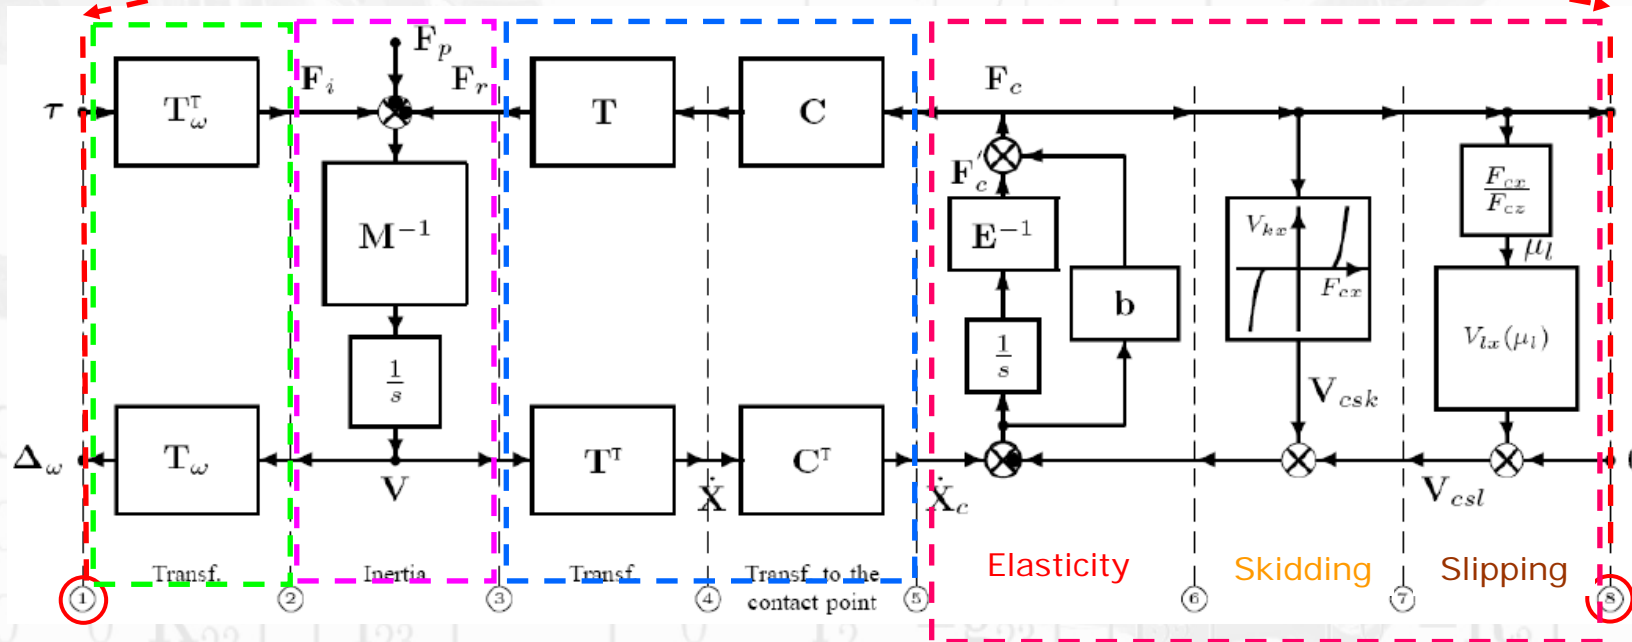 F_p
F_i F_r F_c
τ T_ω^T T C
F_c' F_cx/F_cz
M^{-1} E^{-1} V_kx μ_l
F_cx
b
1/s 1/s V_lx(μ_l)
V_csk
Δ_ω T_ω T^T C^T
V Ẋ Ẋ_c V_csl
Transf. Inertia Transf. Transf. to the contact point Elasticity Skidding Slipping
1 2 3 4 5 6 7 8